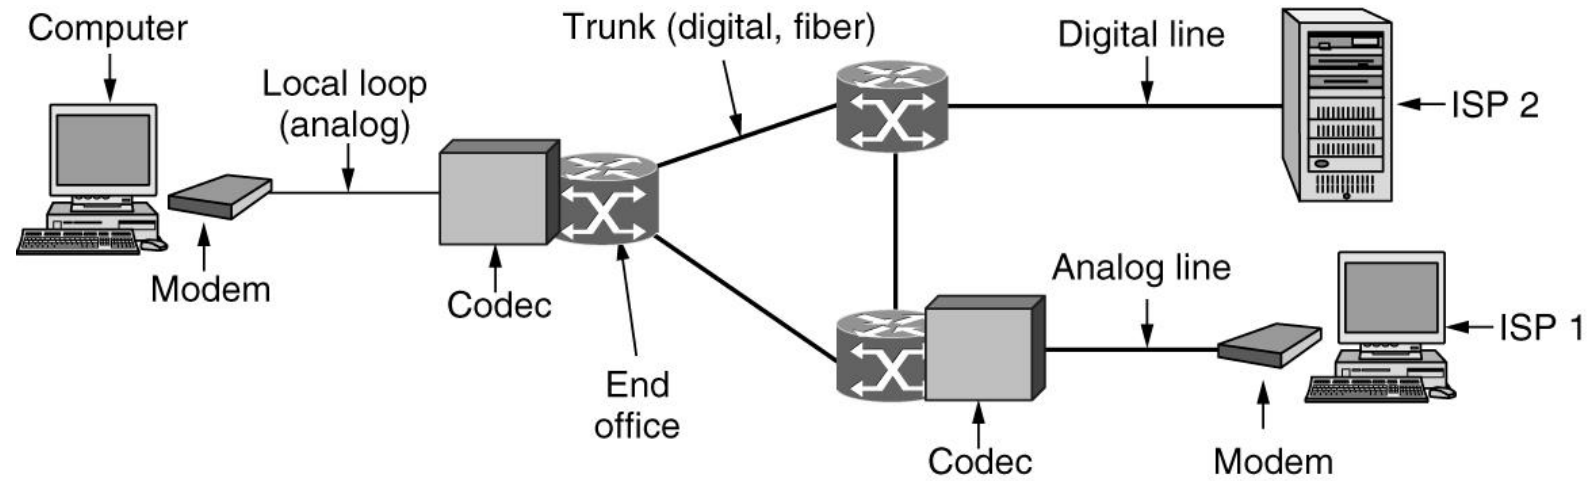 Computer
Trunk (digital, fiber)
Digital line
Local loop
(analog)
ISP 2
Modem
Codec
Analog line
ISP 1
End
office
Codec
Modem